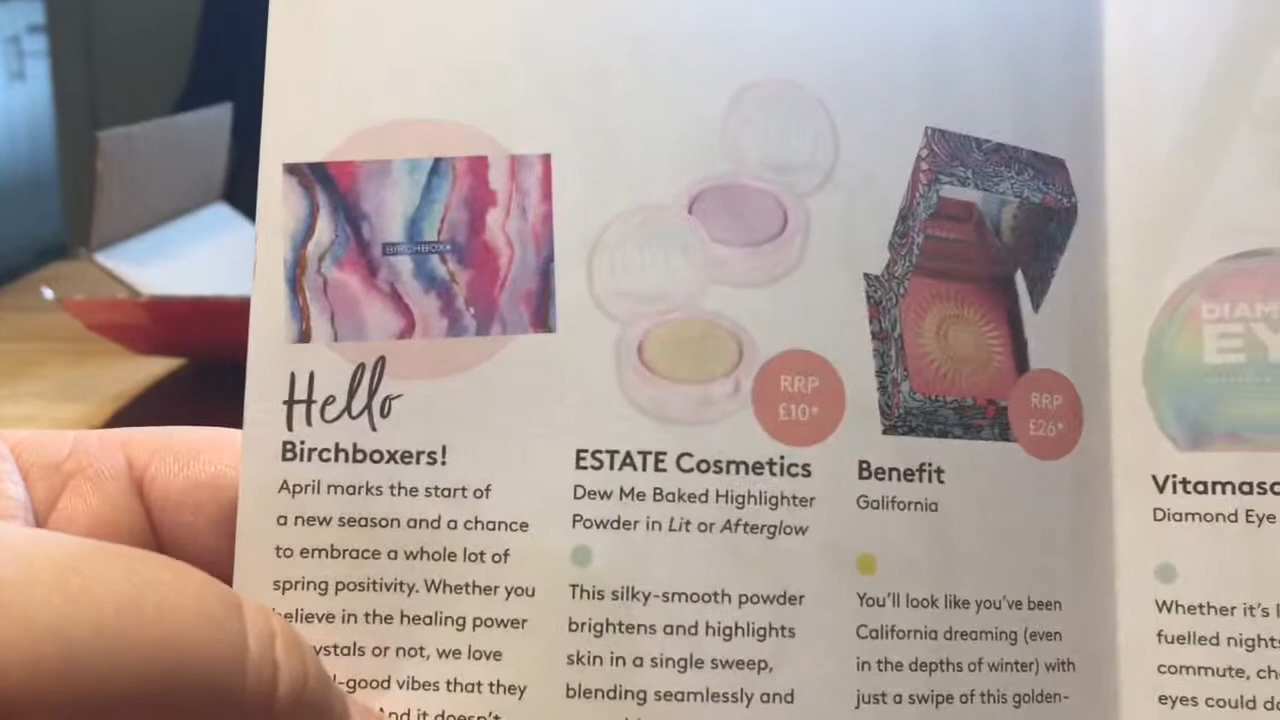 BIRCHBOX
Hello
Birchboxers!
April marks the start of
a new season and a chance
to embrace a whole lot of
spring positivity. Whether you
believe in the healing power
or not, we love
-good vibes that they
And it doesn't
RRP
£10*
ESTATE Cosmetics
Dew Me Baked Highlighter
Powder in Lit or Afterglow
This silky-smooth powder
brightens and highlights
skin in a single sweep,
blending seamlessly and
RRP
£26*
Benefit
Galifornia
You'll look like you've been
California dreaming (even
in the depths of winter) with
just a swipe of this golden-
DIAM
EY
Vitamasc
Diamond Eye
Whether it's
fuelled nights
commute, ch
eyes could d